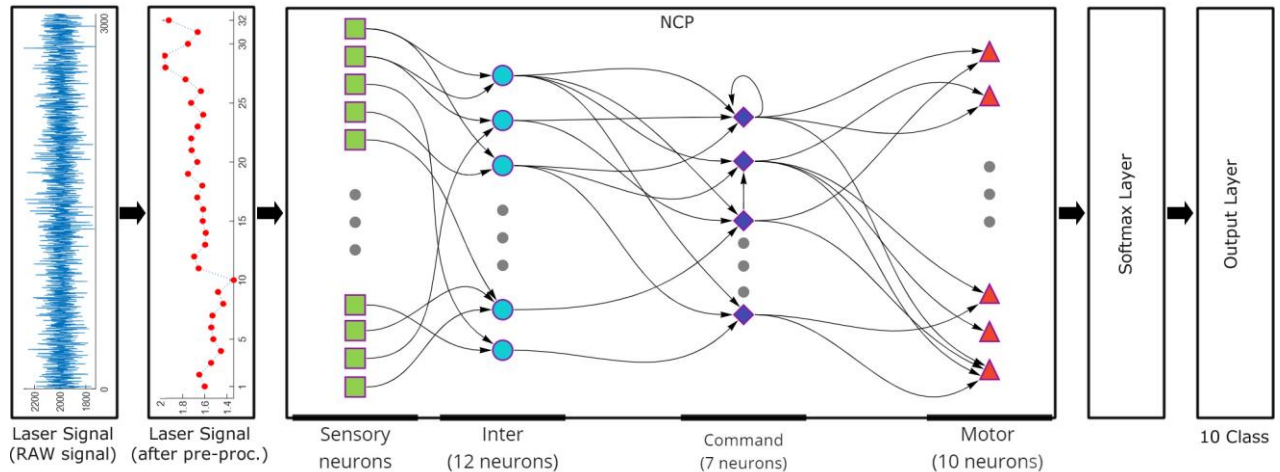 NCP
3000
0
2200
2000
1800
32
30
25
20
15
10
5
1
2
1.8
1.6
1.4
Softmax Layer
Output Layer
Laser Signal
(RAW signal)
Laser Signal
(after pre-proc.)
Sensory
neurons
Inter
(12 neurons)
Command
(7 neurons)
Motor
(10 neurons)
10 Class